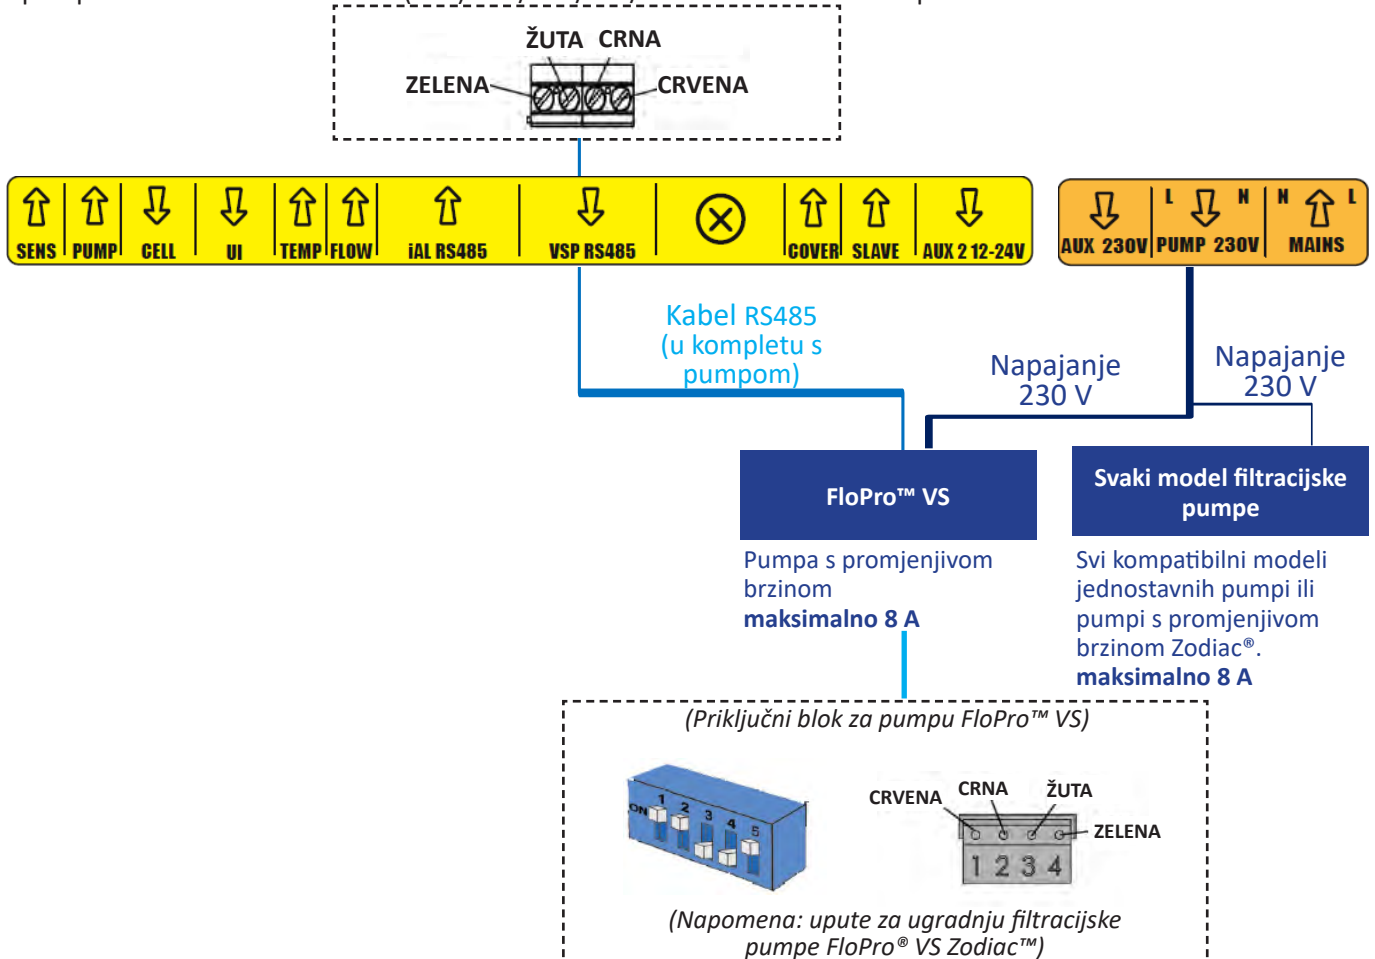 ŽUTA CRNA
ZELENA
CRVENA
SENS PUMP CELL UI TEMP FLOW iAL RS485 VSP RS485 COVER SLAVE AUX 2 12-24V
L N N L
AUX 230V PUMP 230V MAINS
Kabel RS485
(u kompletu s
pumpom)
Napajanje
230 V
Napajanje
230 V
FloPro™ VS
Svaki model filtracijske
pumpe
Pumpa s promjenjivom
brzinom
maksimalno 8 A
Svi kompatibilni modeli
jednostavnih pumpi ili
pumpi s promjenjivom
brzinom Zodiac®.
maksimalno 8 A
(Priključni blok za pumpu FloPro™ VS)
ON 1 2 3 4 5
CRVENA CRNA ŽUTA
ZELENA
1 2 3 4
(Napomena: upute za ugradnju filtracijske
pumpe FloPro® VS Zodiac™)